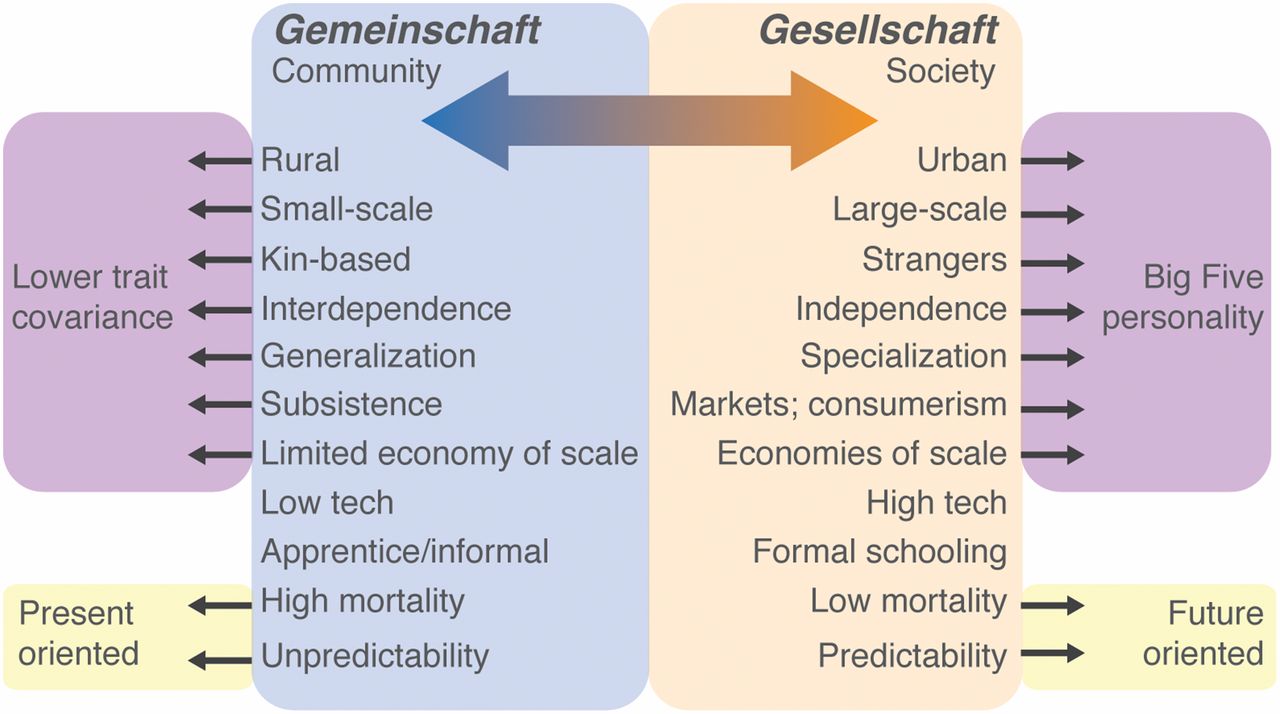 Gemeinschaft
Community
Gesellschaft
Society
Lower trait
covariance
Rural
Small-scale
Kin-based
Interdependence
Generalization
Subsistence
Limited economy of scale
Low tech
Apprentice/informal
High mortality
Unpredictability
Present
oriented
Urban
Large-scale
Strangers
Independence
Specialization
Markets; consumerism
Economies of scale
High tech
Formal schooling
Low mortality
Predictability
Big Five
personality
Future
oriented